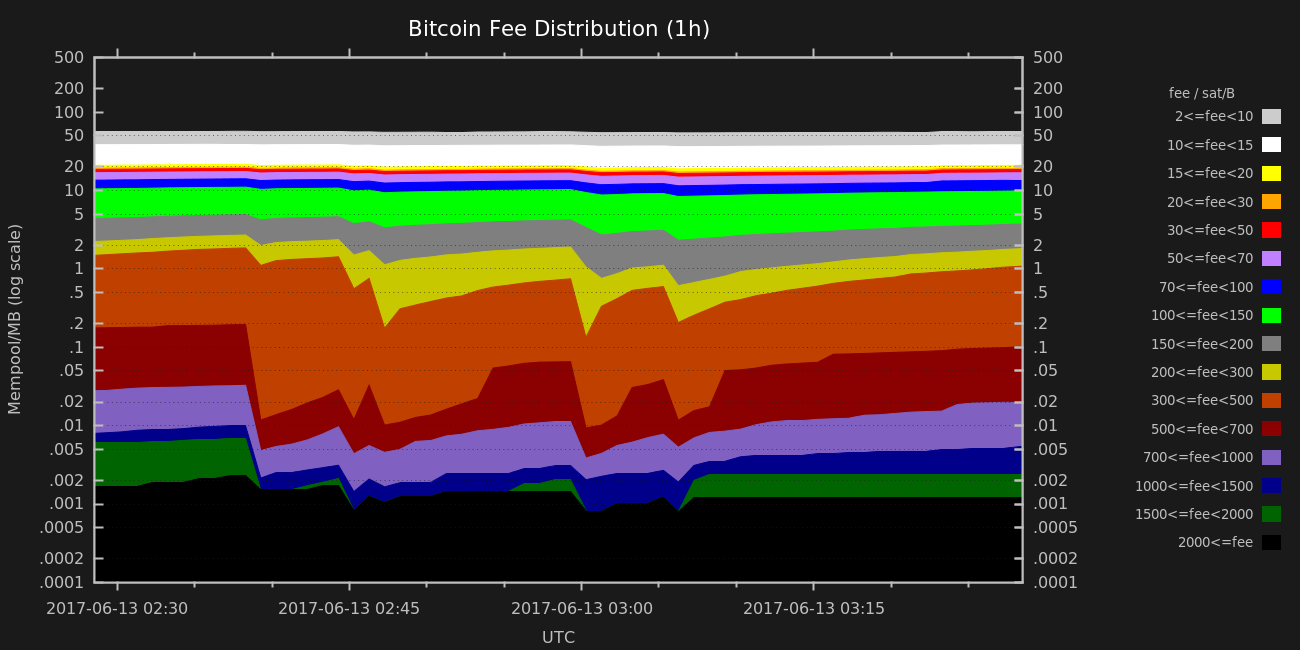 Bitcoin Fee Distribution (1h)
Mempool/MB (log scale)
500 500
200 200
100 100
50 50
20 20
10 10
5 5
2 2
1 1
.5 .5
.2 .2
.1 .1
.05 .05
.02 .02
.01 .01
.005 .005
.002 .002
.001 .001
.0005 .0005
.0002 .0002
.0001 .0001
2017-06-13 02:30 2017-06-13 02:45 2017-06-13 03:00 2017-06-13 03:15
UTC
fee / sat/B
2<=fee<10
10<=fee<15
15<=fee<20
20<=fee<30
30<=fee<50
50<=fee<70
70<=fee<100
100<=fee<150
150<=fee<200
200<=fee<300
300<=fee<500
500<=fee<700
700<=fee<1000
1000<=fee<1500
1500<=fee<2000
2000<=fee